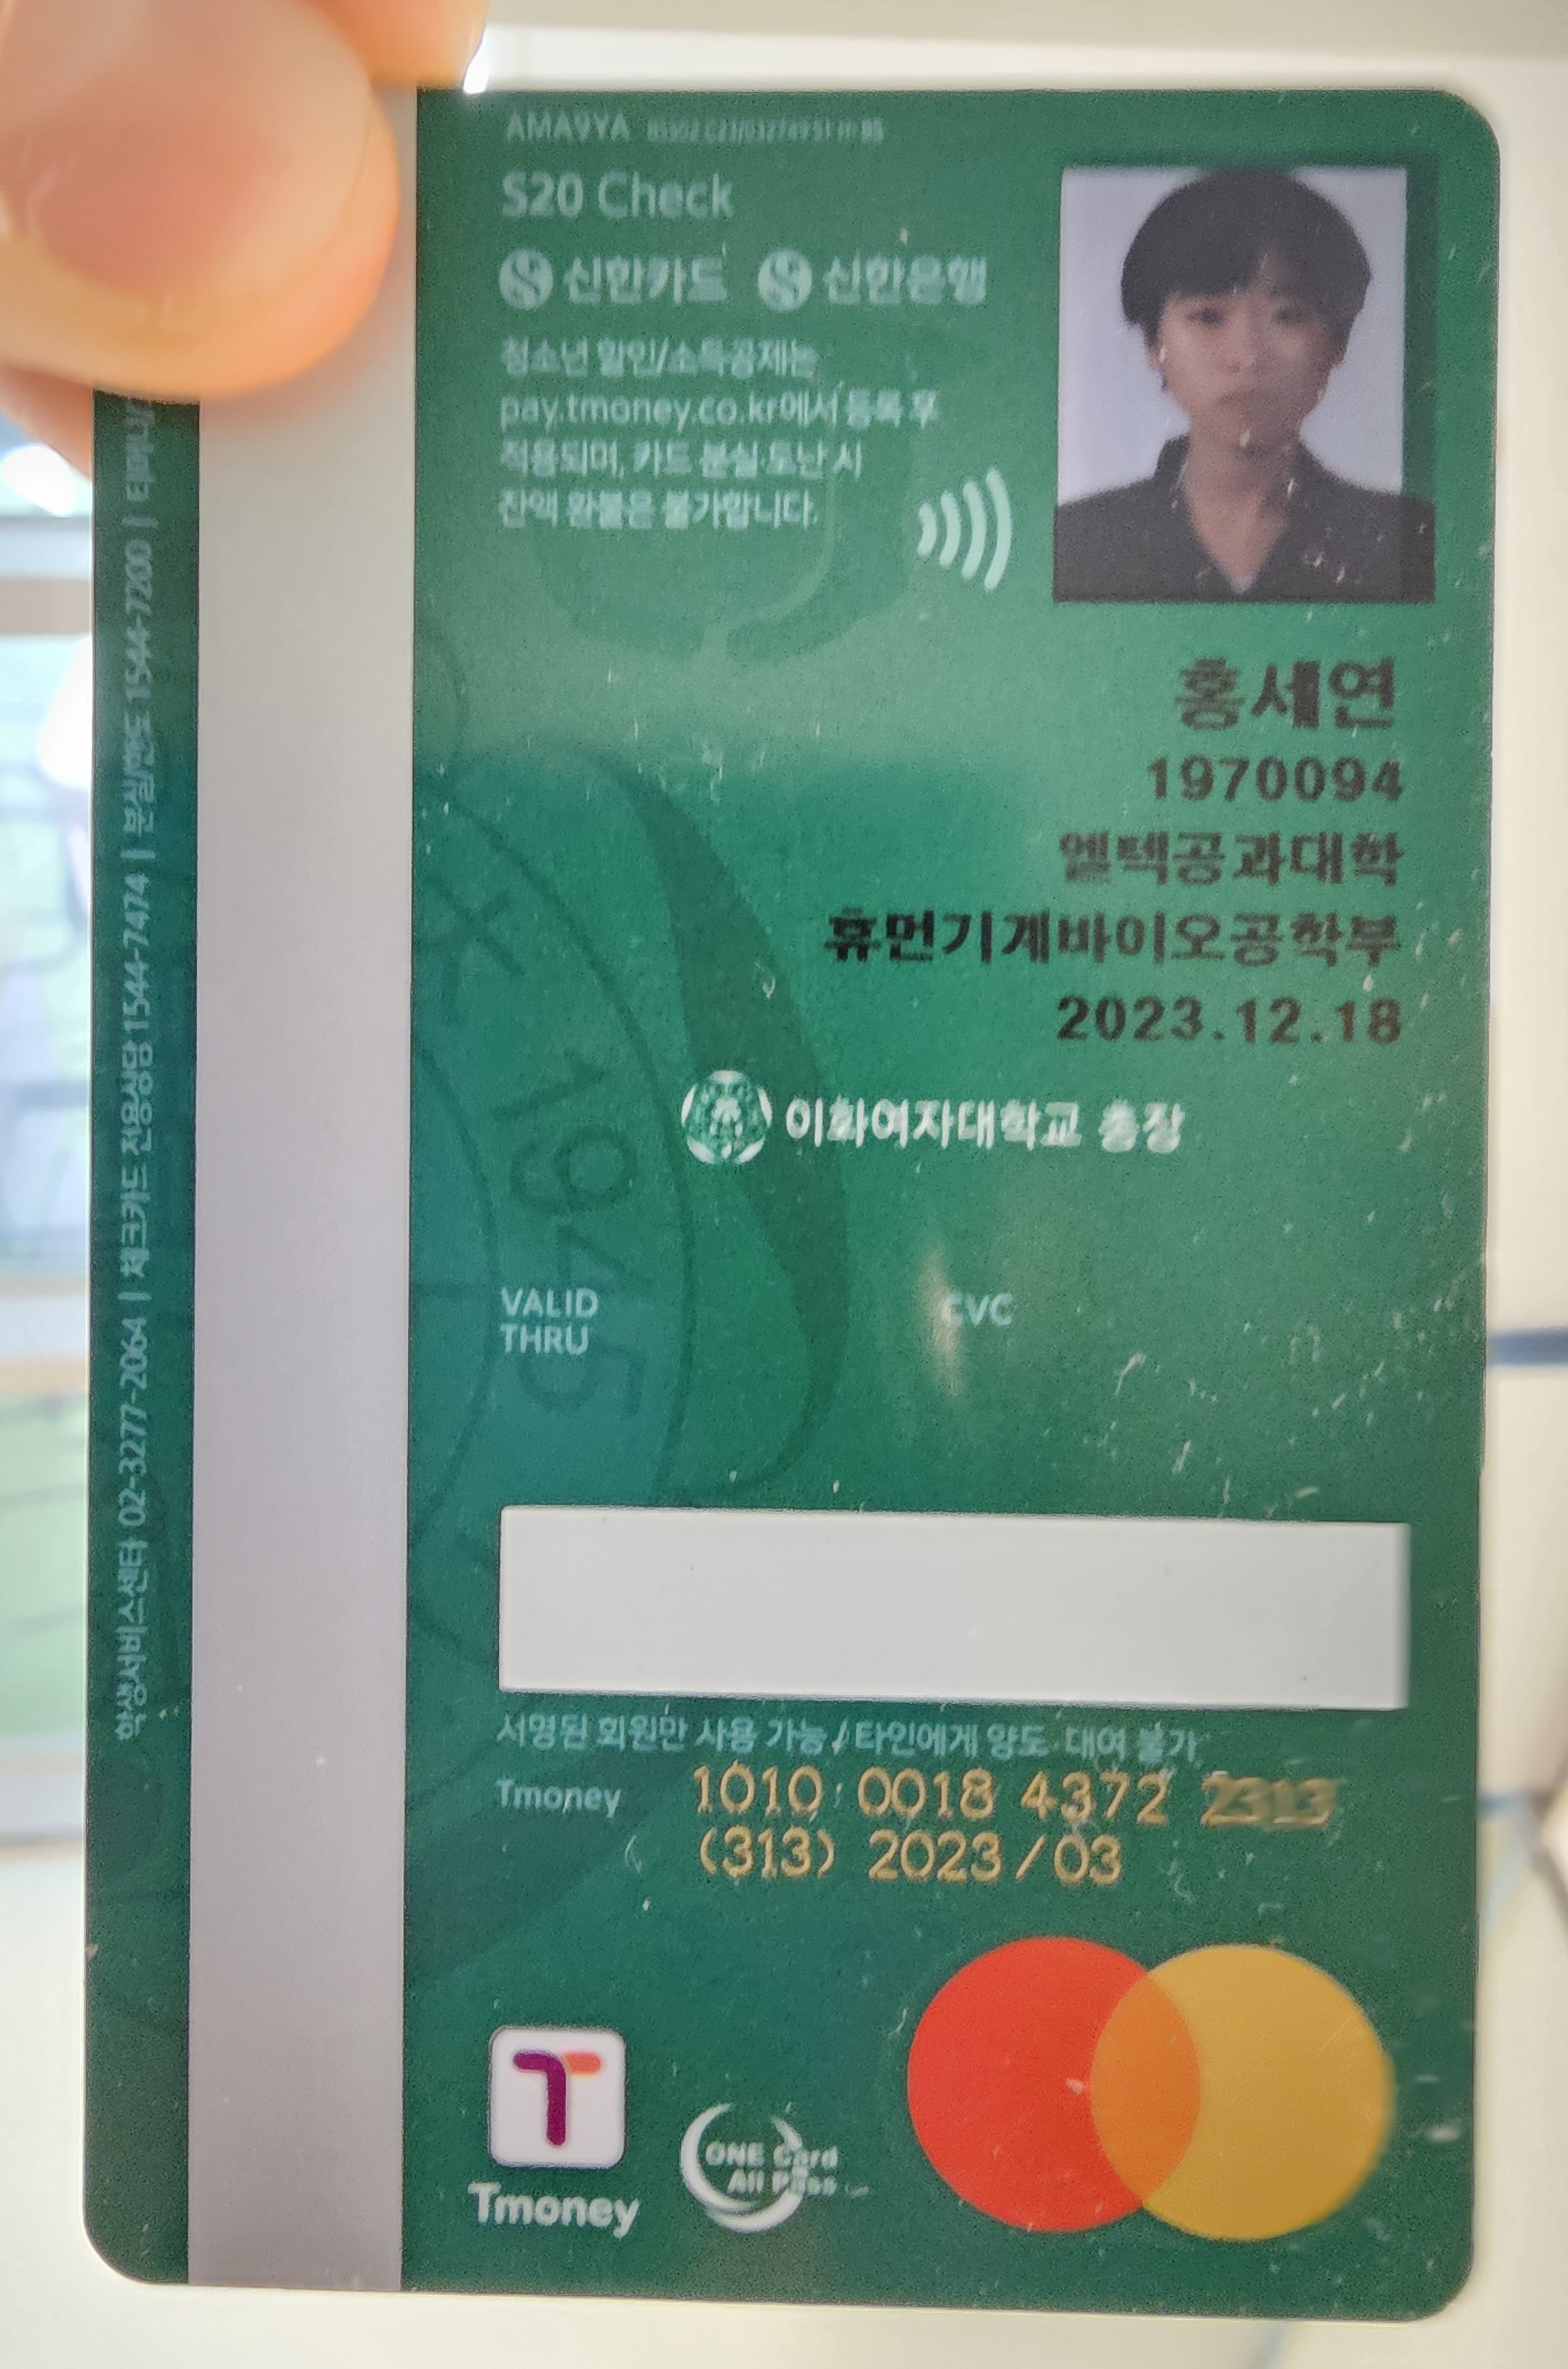 AMA9YA
S20 Check
신한카드 신한은행
청소년 할인/소득공제는
pay.tmoney.co.kr에서 등록 후
적용되며, 카드 분실·도난 시
잔액 환불은 불가합니다.
홍세연
1970094
엘텍공과대학
휴먼기계바이오공학부
2023.12.18
이화여자대학교 총장
1945
VALID
THRU
CVC
서명된 회원만 사용 가능 / 타인에게 양도·대여 불가
Tmoney 1010 0018 4372
(313) 2023/03
Tmoney
ONE Card
All Pass
학생서비스센터 02-3277-2064 | 체크카드 전용상담 1544-7474 | 분실/한도 1544-7200 |